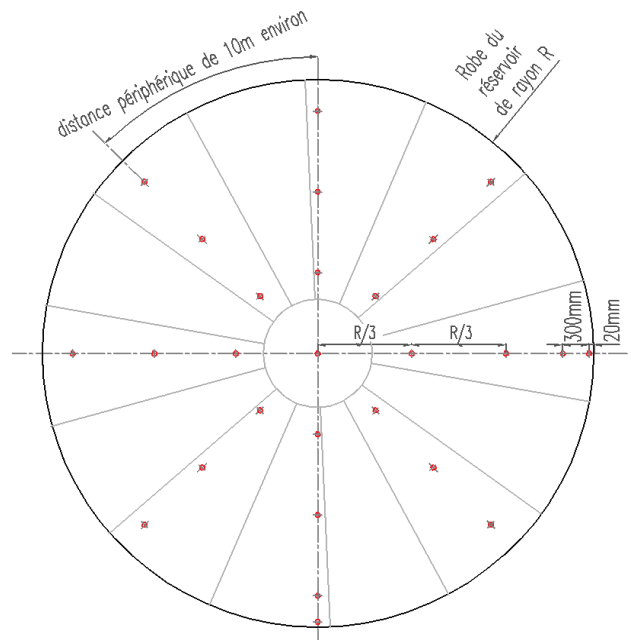 distance périphérique de 10m environ
Robe du
réservoir
de rayon R
R/3
R/3
300mm
20mm